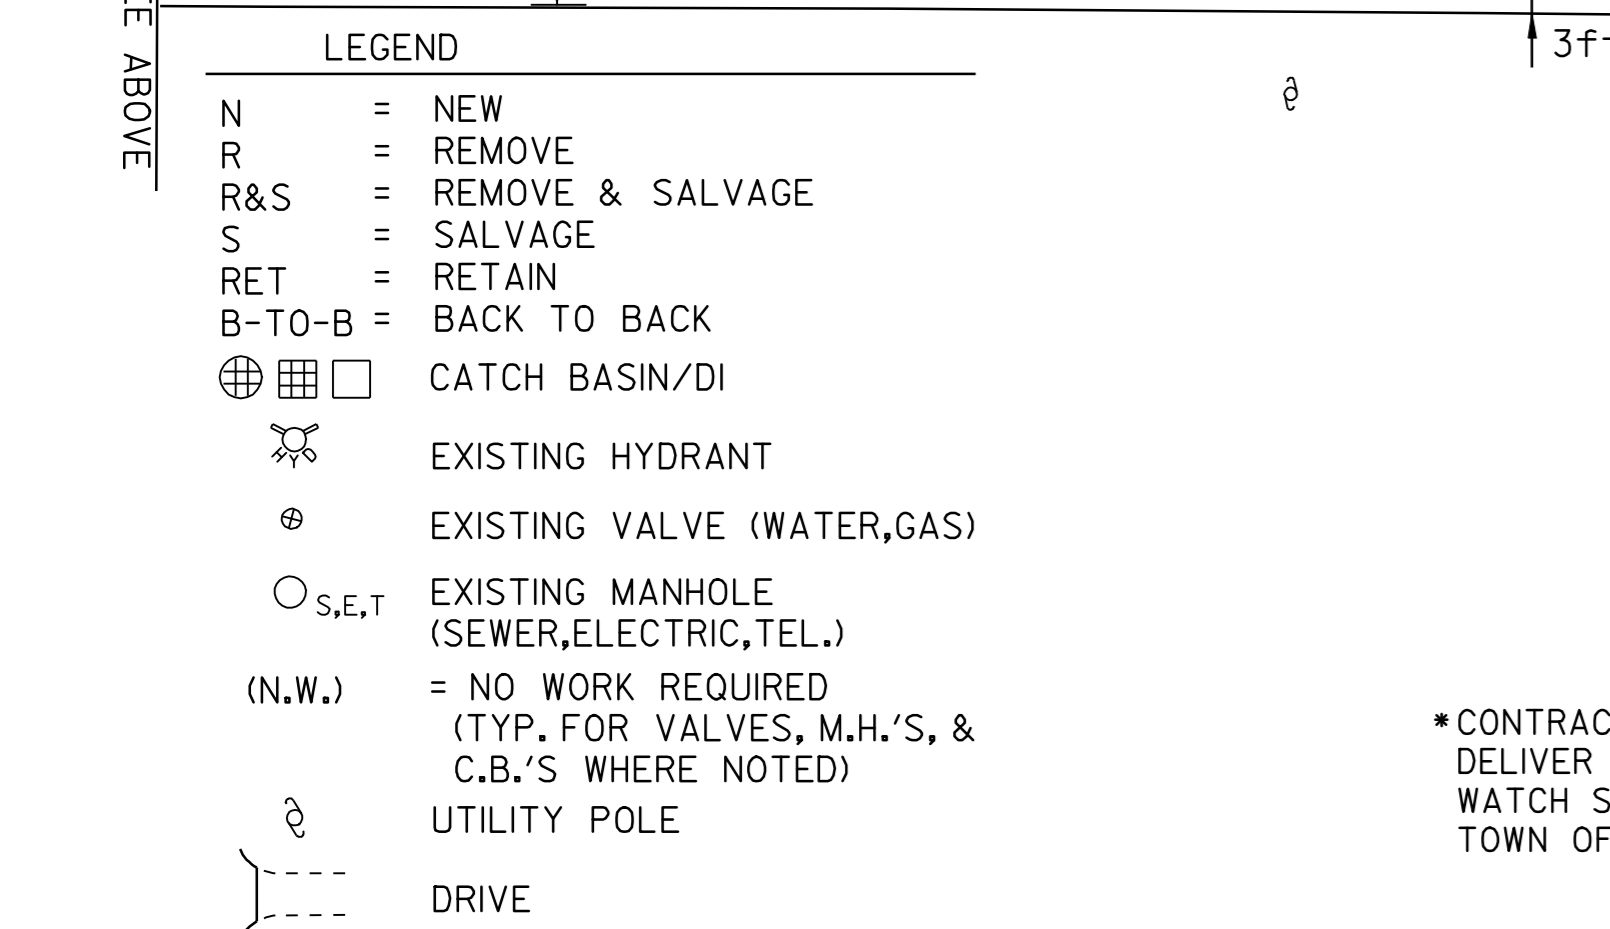 ABOVE
LEGEND
N = NEW
R = REMOVE
R&S = REMOVE & SALVAGE
S = SALVAGE
RET = RETAIN
B-TO-B = BACK TO BACK
CATCH BASIN/DI
HY
EXISTING HYDRANT
EXISTING VALVE (WATER,GAS)
S,E,T EXISTING MANHOLE
(SEWER,ELECTRIC,TEL.)
(N.W.) = NO WORK REQUIRED
(TYP. FOR VALVES, M.H.'S, &
C.B.'S WHERE NOTED)
UTILITY POLE
DRIVE
3f
*
DELIVER
WATCH
TOWN OF